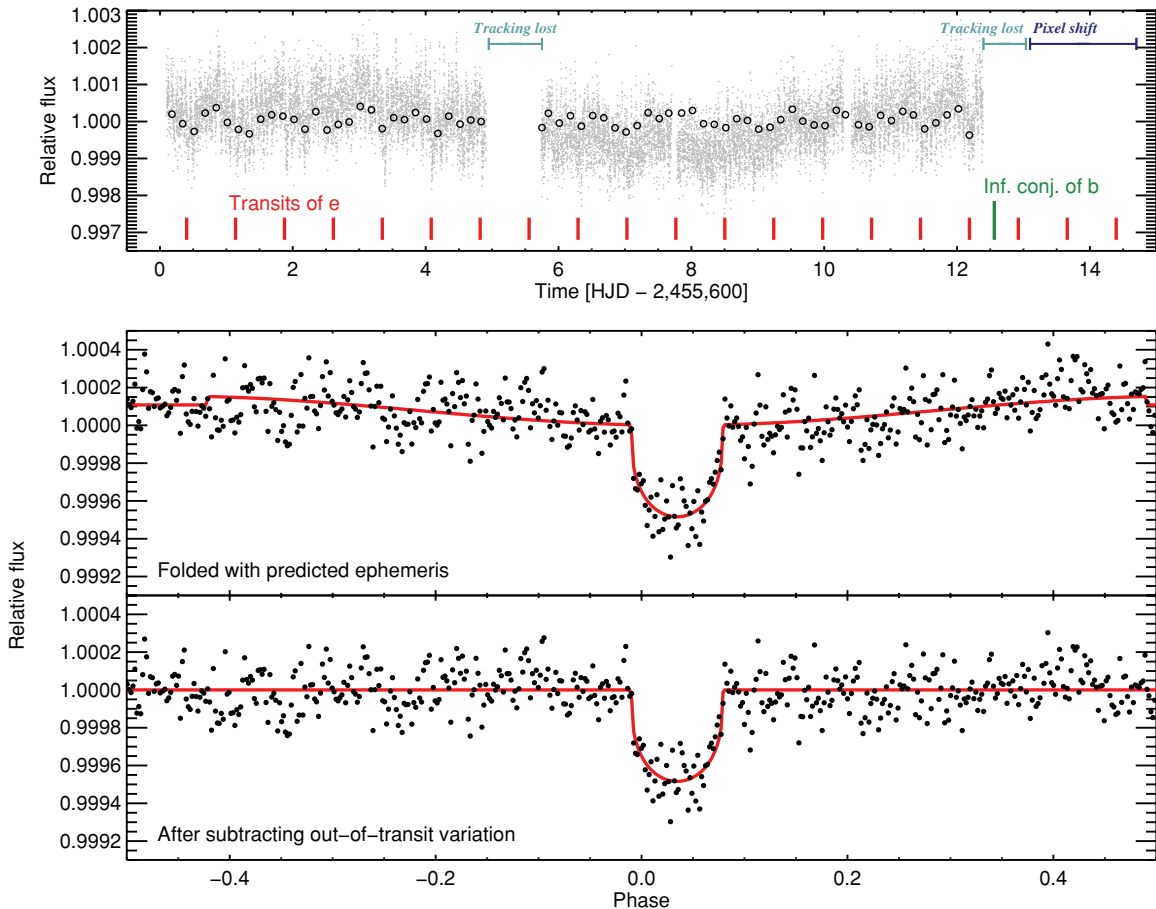 1.003
1.002
1.001
1.000
0.999
0.998
0.997
Relative flux
Tracking lost
Tracking lost
Pixel shift
Transits of e
Inf. conj. of b
0 2 4 6 8 10 12 14
Time [HJD − 2,455,600]
1.0004
1.0002
1.0000
0.9998
0.9996
0.9994
0.9992
Folded with predicted ephemeris
Relative flux
1.0004
1.0002
1.0000
0.9998
0.9996
0.9994
0.9992
After subtracting out−of−transit variation
−0.4 −0.2 0.0 0.2 0.4
Phase